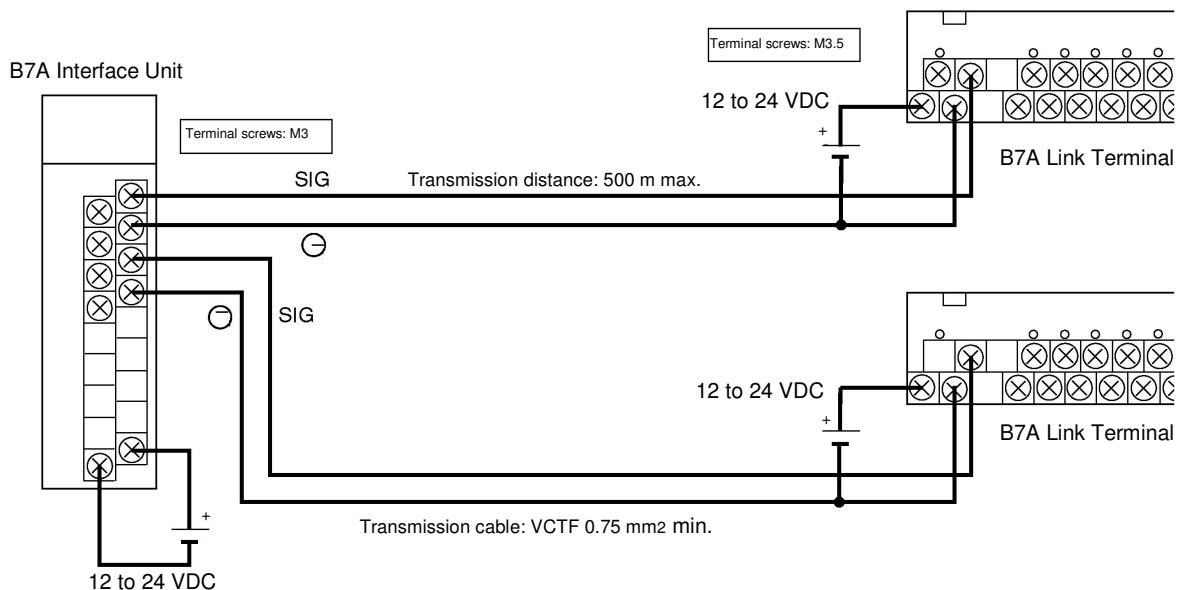 Terminal screws: M3.5
B7A Interface Unit
12 to 24 VDC
+
Terminal screws: M3
B7A Link Terminal
SIG
Transmission distance: 500 m max.
SIG
12 to 24 VDC
+
B7A Link Terminal
+
Transmission cable: VCTF 0.75 mm2 min.
12 to 24 VDC